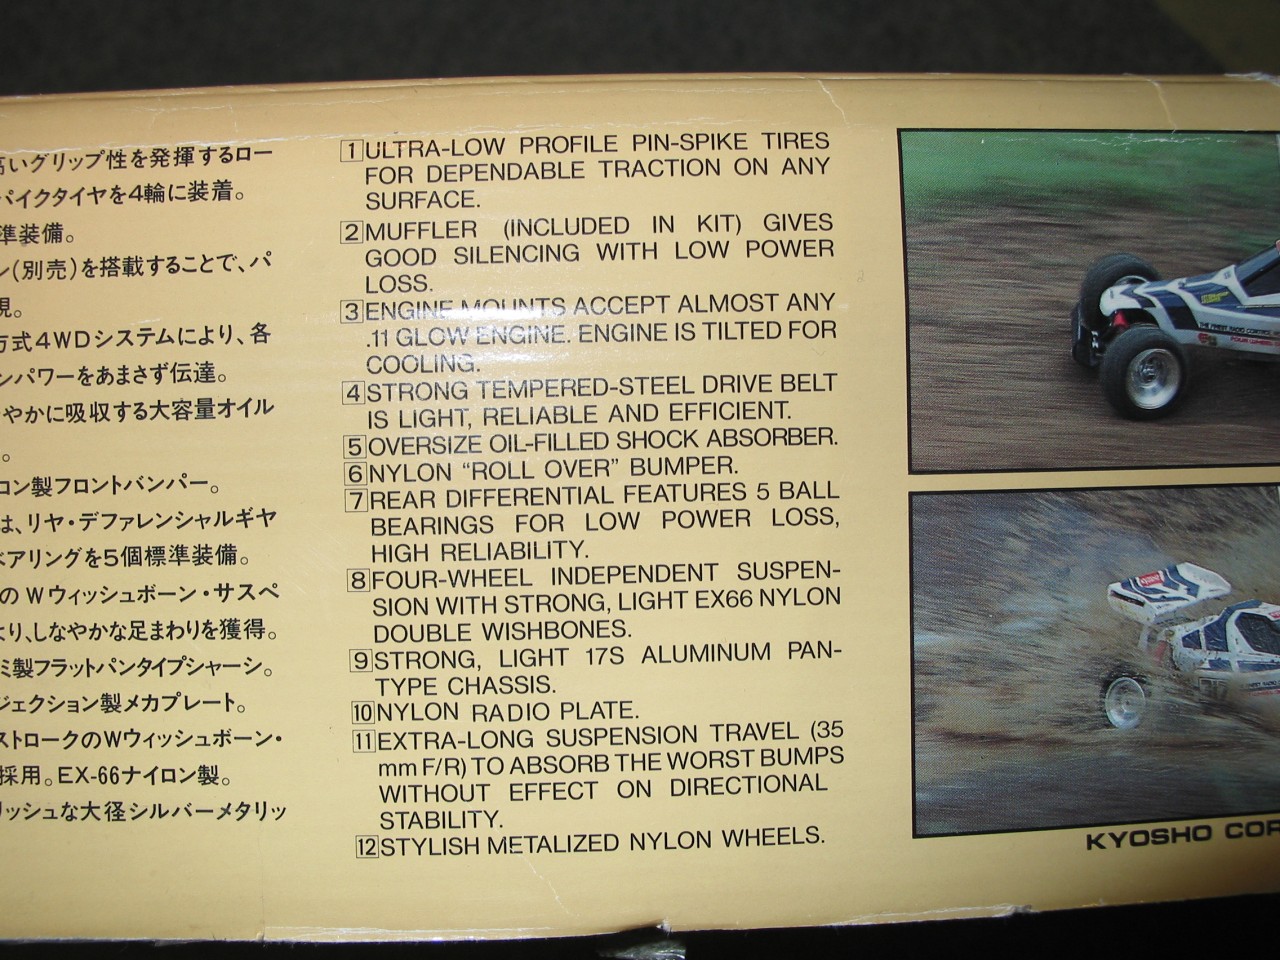 高いグリップ性を発揮するロー
パイクタイヤを4輪に装着。
準装備。
ン(別売)を搭載することで、パ
現。
方式4WDシステムにより、各
ンパワーをあまさず伝達。
やかに吸収する大容量オイル
。
コン製フロントバンパー。
は、リヤ・デファレンシャルギヤ
ベアリングを5個標準装備。
のWウィッシュボーン・サスペ
より、しなやかな足まわりを獲得。
ミ製フラットパンタイプシャーシ。
ジェクション製メカプレート。
ストロークのWウィッシュボーン・
採用。EX-66ナイロン製。
リッシュな大径シルバーメタリッ
1 ULTRA-LOW PROFILE PIN-SPIKE TIRES
FOR DEPENDABLE TRACTION ON ANY
SURFACE.
2 MUFFLER (INCLUDED IN KIT) GIVES
GOOD SILENCING WITH LOW POWER
LOSS.
3 ENGINE MOUNTS ACCEPT ALMOST ANY
.11 GLOW ENGINE. ENGINE IS TILTED FOR
COOLING.
4 STRONG TEMPERED-STEEL DRIVE BELT
IS LIGHT, RELIABLE AND EFFICIENT.
5 OVERSIZE OIL-FILLED SHOCK ABSORBER.
6 NYLON “ROLL OVER” BUMPER.
7 REAR DIFFERENTIAL FEATURES 5 BALL
BEARINGS FOR LOW POWER LOSS,
HIGH RELIABILITY.
8 FOUR-WHEEL INDEPENDENT SUSPEN-
SION WITH STRONG, LIGHT EX66 NYLON
DOUBLE WISHBONES.
9 STRONG, LIGHT 17S ALUMINUM PAN-
TYPE CHASSIS.
10 NYLON RADIO PLATE.
11 EXTRA-LONG SUSPENSION TRAVEL (35
mm F/R) TO ABSORB THE WORST BUMPS
WITHOUT EFFECT ON DIRECTIONAL
STABILITY.
12 STYLISH METALIZED NYLON WHEELS.
THE FINEST RADIO CONTROL
KYOSHO COR